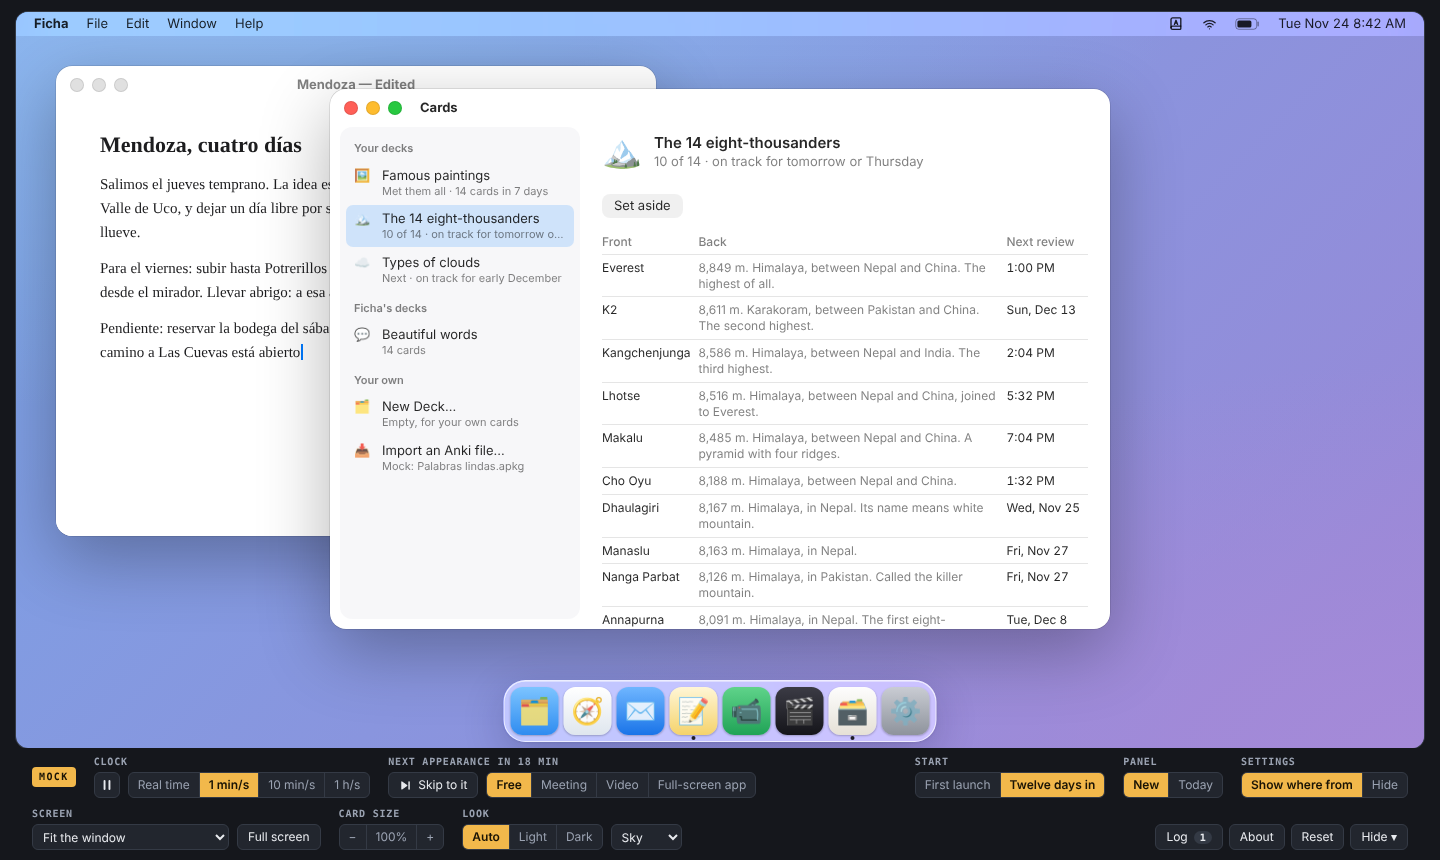 Ficha File Edit Window Help
Tue Nov 24 8:42 AM
Mendoza — Edited
Mendoza, cuatro días
Salimos el jueves temprano. La idea es
Valle de Uco, y dejar un día libre por s
llueve.
Para el viernes: subir hasta Potrerillos
desde el mirador. Llevar abrigo: a esa
Pendiente: reservar la bodega del sába
camino a Las Cuevas está abierto
Cards
Your decks
Famous paintings
Met them all · 14 cards in 7 days
The 14 eight-thousanders
10 of 14 · on track for tomorrow o…
Types of clouds
Next · on track for early December
Ficha's decks
Beautiful words
14 cards
Your own
New Deck…
Empty, for your own cards
Import an Anki file…
Mock: Palabras lindas.apkg
The 14 eight-thousanders
10 of 14 · on track for tomorrow or Thursday
Set aside
Front Back Next review
Everest 8,849 m. Himalaya, between Nepal and China. The 1:00 PM
highest of all.
K2 8,611 m. Karakoram, between Pakistan and China. Sun, Dec 13
The second highest.
Kangchenjunga 8,586 m. Himalaya, between Nepal and India. The 2:04 PM
third highest.
Lhotse 8,516 m. Himalaya, between Nepal and China, joined 5:32 PM
to Everest.
Makalu 8,485 m. Himalaya, between Nepal and China. A 7:04 PM
pyramid with four ridges.
Cho Oyu 8,188 m. Himalaya, between Nepal and China. 1:32 PM
Dhaulagiri 8,167 m. Himalaya, in Nepal. Its name means white Wed, Nov 25
mountain.
Manaslu 8,163 m. Himalaya, in Nepal. Fri, Nov 27
Nanga Parbat 8,126 m. Himalaya, in Pakistan. Called the killer Fri, Nov 27
mountain.
Annapurna 8,091 m. Himalaya, in Nepal. The first eight- Tue, Dec 8
MOCK
CLOCK
Real time 1 min/s 10 min/s 1 h/s
NEXT APPEARANCE IN 18 MIN
Skip to it Free Meeting Video Full-screen app
START
First launch Twelve days in
PANEL
New Today
SETTINGS
Show where from Hide
SCREEN
Fit the window Full screen
CARD SIZE
− 100% +
LOOK
Auto Light Dark Sky
Log 1 About Reset Hide ▾